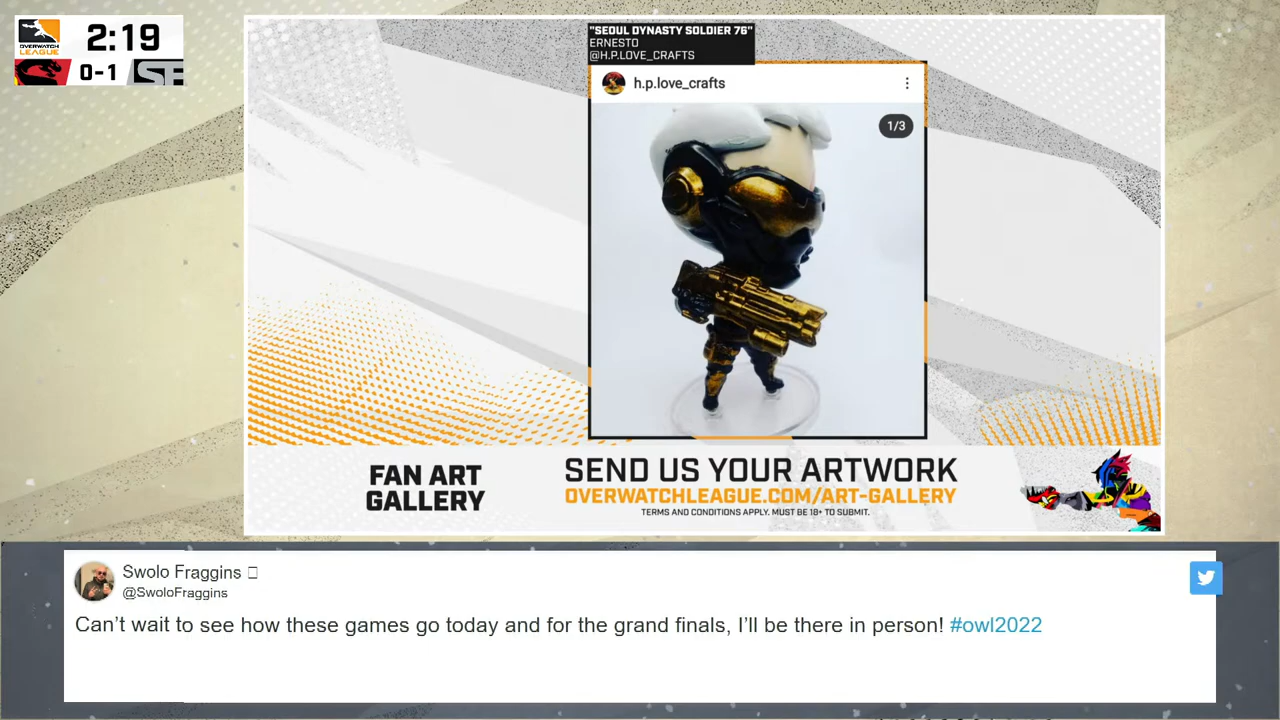 OVERWATCH
LEAGUE
2:19
0-1
SF
"SEOUL DYNASTY SOLDIER 76"
ERNESTO
@H.P.LOVE_CRAFTS
h.p.love_crafts
1/3
FAN ART
GALLERY
SEND US YOUR ARTWORK
OVERWATCHLEAGUE.COM/ART-GALLERY
TERMS AND CONDITIONS APPLY. MUST BE 18+ TO SUBMIT.
Swolo Fraggins
@SwoloFraggins
Can’t wait to see how these games go today and for the grand finals, I’ll be there in person! #owl2022